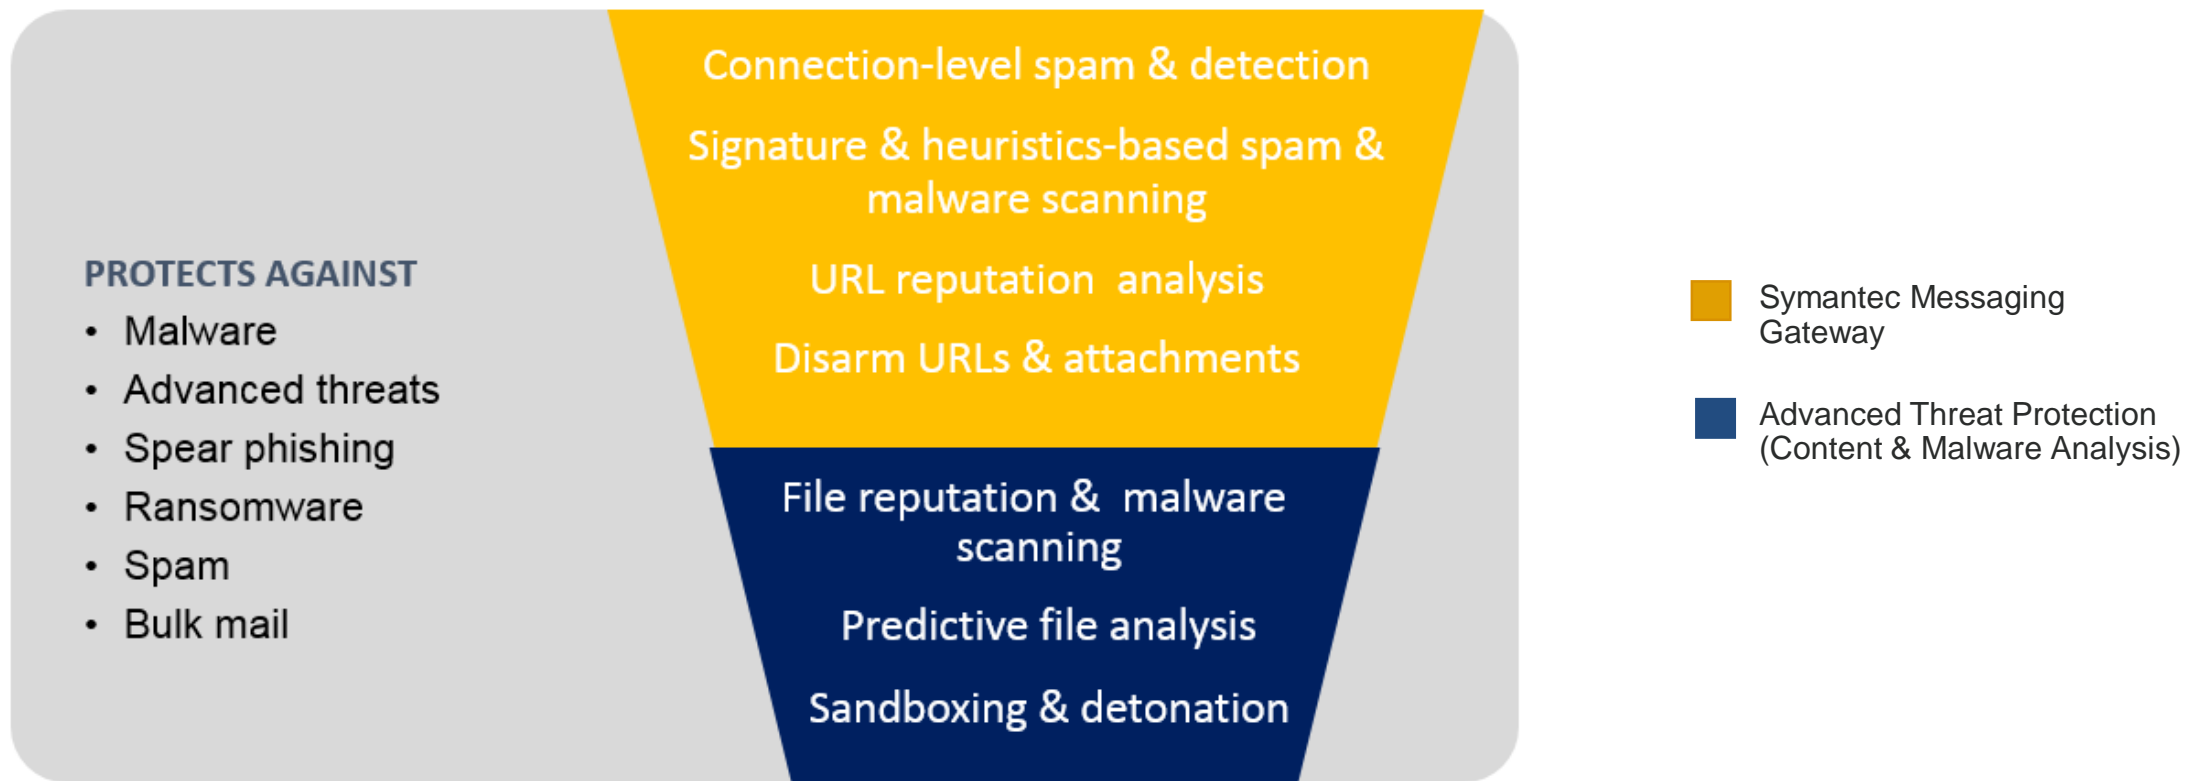 PROTECTS AGAINST
• Malware
• Advanced threats
• Spear phishing
• Ransomware
• Spam
• Bulk mail
Connection-level spam & detection
Signature & heuristics-based spam &
malware scanning
URL reputation analysis
Disarm URLs & attachments
File reputation & malware
scanning
Predictive file analysis
Sandboxing & detonation
Symantec Messaging
Gateway
Advanced Threat Protection
(Content & Malware Analysis)